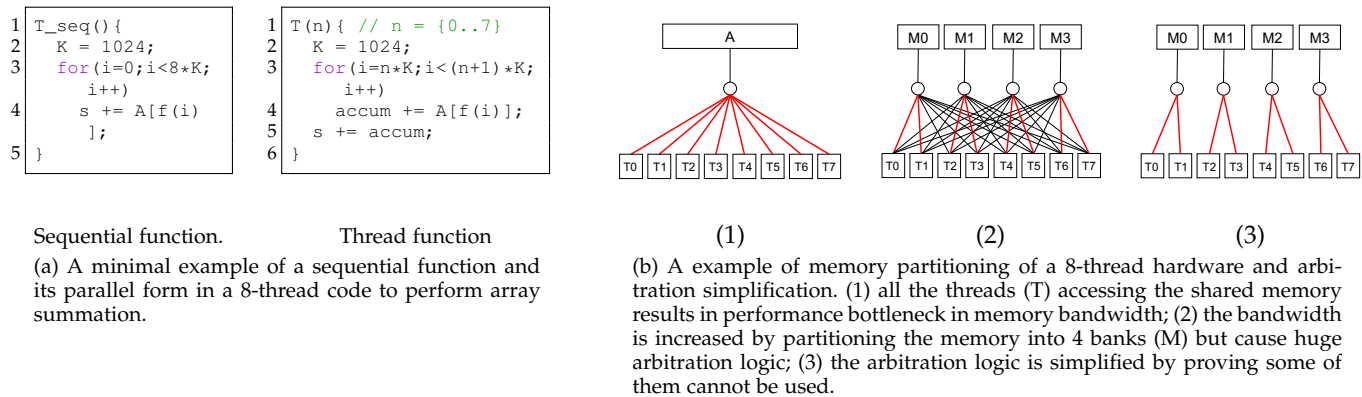 1 T_seq(){
2 K = 1024;
3 for(i=0;i<8*K;
i++)
4 s += A[f(i)
];
5 }
1 T(n){ // n = {0..7}
2 K = 1024;
3 for(i=n*K;i<(n+1)*K;
i++)
4 accum += A[f(i)];
5 s += accum;
6 }
Sequential function. Thread function
(a) A minimal example of a sequential function and
its parallel form in a 8-thread code to perform array
summation.
A
T0 T1 T2 T3 T4 T5 T6 T7
(1)
M0 M1 M2 M3
T0 T1 T2 T3 T4 T5 T6 T7
(2)
M0 M1 M2 M3
T0 T1 T2 T3 T4 T5 T6 T7
(3)
(b) A example of memory partitioning of a 8-thread hardware and arbi-
tration simplification. (1) all the threads (T) accessing the shared memory
results in performance bottleneck in memory bandwidth; (2) the bandwidth
is increased by partitioning the memory into 4 banks (M) but cause huge
arbitration logic; (3) the arbitration logic is simplified by proving some of
them cannot be used.